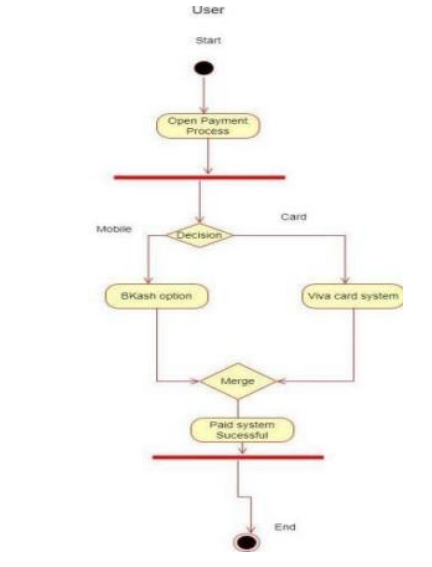 User
Start
Open Payment
Process
Mobile
Card
Decision
BKash option
Viva card system
Merge
Paid system
Sucessful
End